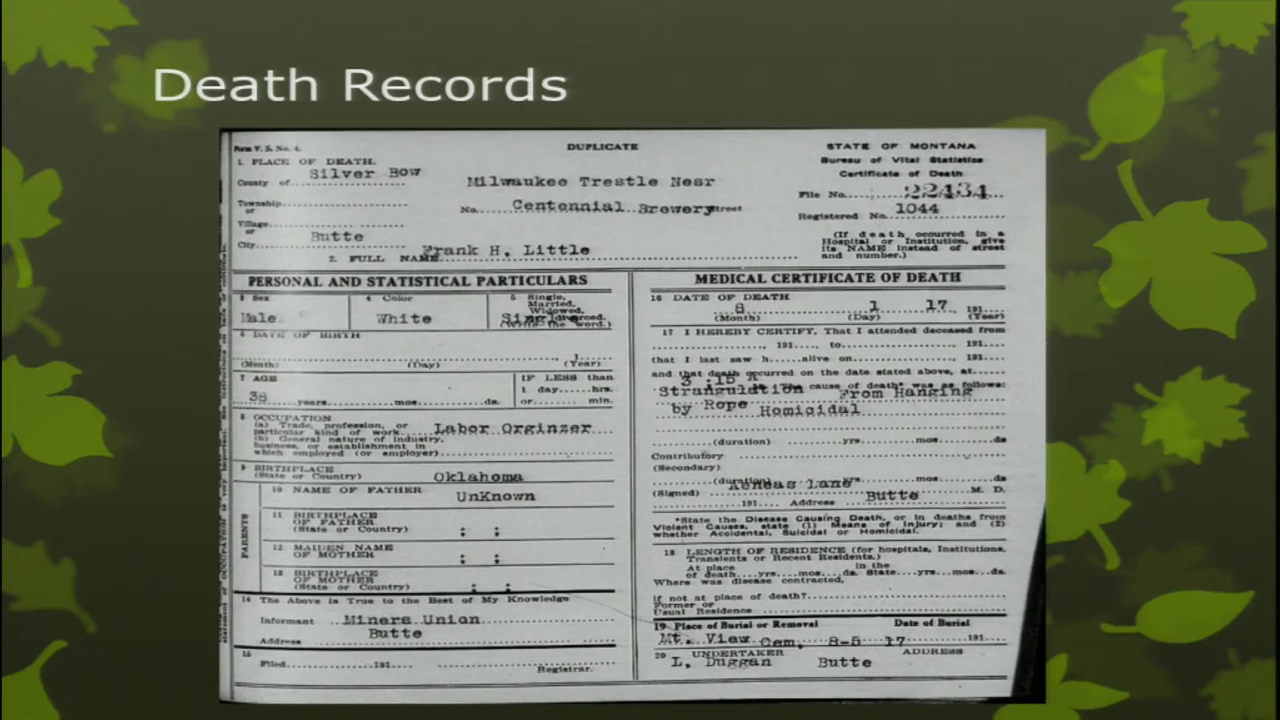 Death Records
Form V. S. No. 4.
DUPLICATE
STATE OF MONTANA
Bureau of Vital Statistics
Certificate of Death
1. PLACE OF DEATH.
County of Silver Bow
Milwaukee Trestle Nesr
File No. 22434
Township
or
No. Centennial Browery street
Registered No. 1044
Village
or
City Butte
(If death occurred in a
Hospital or Institution, give
its NAME instead of street
and number.)
2. FULL NAME Frank H. Little
PERSONAL AND STATISTICAL PARTICULARS
3 Sex
Male
4 Color
White
5 Single,
Married,
Widowed,
Single
(Write the word.)
6 DATE OF BIRTH
1
(Month) (Day) (Year)
7 AGE
38 years mos. ds.
IF LESS than
1 day hrs.
or min.
8 OCCUPATION
(a) Trade, profession, or
particular kind of work Labor Orginzer
(b) General nature of industry,
business, or establishment in
which employed (or employer)
9 BIRTHPLACE
(State or Country) Oklahoma
PARENTS
10 NAME OF FATHER UnKnown
11 BIRTHPLACE
OF FATHER
(State or Country) : :
12 MAIDEN NAME
OF MOTHER : :
13 BIRTHPLACE
OF MOTHER
(State or Country) : :
14 The Above is True to the Best of My Knowledge
Informant Miners Union
Address Butte
15
Filed 191
Registrar.
MEDICAL CERTIFICATE OF DEATH
16 DATE OF DEATH
8 1 17 191
(Month) (Day) (Year)
17 I HEREBY CERTIFY, That I attended deceased from
, 191 , to , 191
that I last saw h alive on , 191
and that death occurred on the date stated above, at
3 :15 A The cause of death* was as follows:
Strangulation From Hanging
by Rope Homicidal
(duration) yrs. mos. ds
Contributory
(Secondary)
(duration) yrs. mos. ds
(Signed) Aeneas Lane M. D.
191 Address Butte
*State the Disease Causing Death, or in deaths from
Violent Causes, state (1) Means of Injury; and (2)
whether Accidental, Suicidal or Homicidal.
18 LENGTH OF RESIDENCE (for hospitals, Institutions,
Transients or Recent Residents.)
At place in the
of death yrs. mos. ds. State yrs. mos. ds.
Where was disease contracted,
if not at place of death?
Former or
Usual Residence
19 Place of Burial or Removal Date of Burial
Mt. View Cem, 8-5 17 191
20 UNDERTAKER ADDRESS
L, Duggan Butte